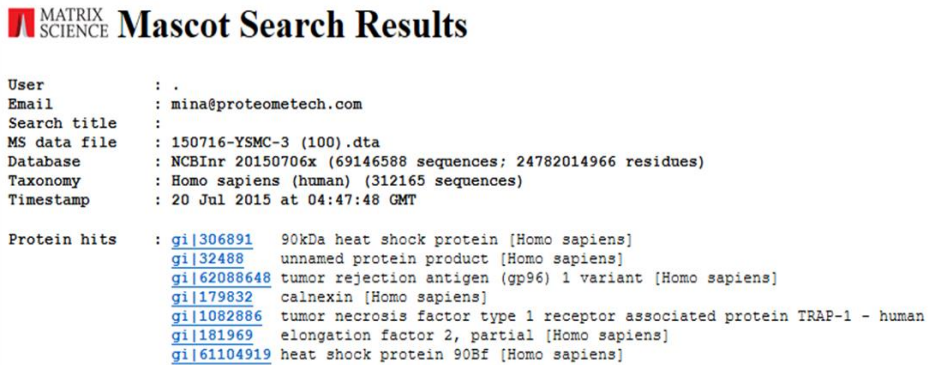 MATRIX
SCIENCE Mascot Search Results
User : .
Email : mina@proteometech.com
Search title :
MS data file : 150716-YSMC-3 (100).dta
Database : NCBInr 20150706x (69146588 sequences; 24782014966 residues)
Taxonomy : Homo sapiens (human) (312165 sequences)
Timestamp : 20 Jul 2015 at 04:47:48 GMT
Protein hits : gi|306891 90kDa heat shock protein [Homo sapiens]
gi|32488 unnamed protein product [Homo sapiens]
gi|62088648 tumor rejection antigen (gp96) 1 variant [Homo sapiens]
gi|179832 calnexin [Homo sapiens]
gi|1082886 tumor necrosis factor type 1 receptor associated protein TRAP-1 - human
gi|181969 elongation factor 2, partial [Homo sapiens]
gi|61104919 heat shock protein 90Bf [Homo sapiens]